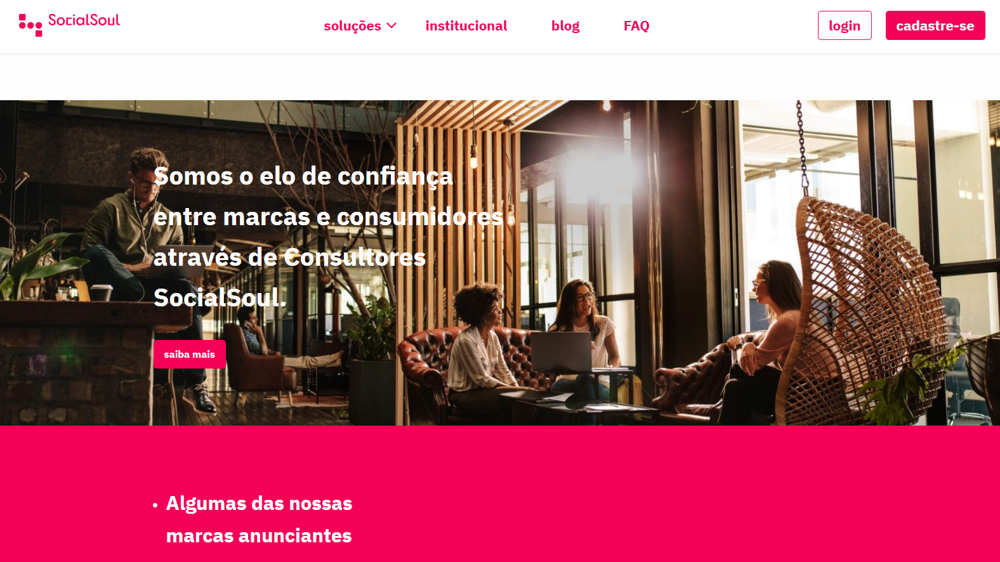 SocialSoul
soluções
institucional
blog
FAQ
login
cadastre-se
Somos o elo de confiança
entre marcas e consumidores
através de Consultores
SocialSoul.
saiba mais
• Algumas das nossas
marcas anunciantes